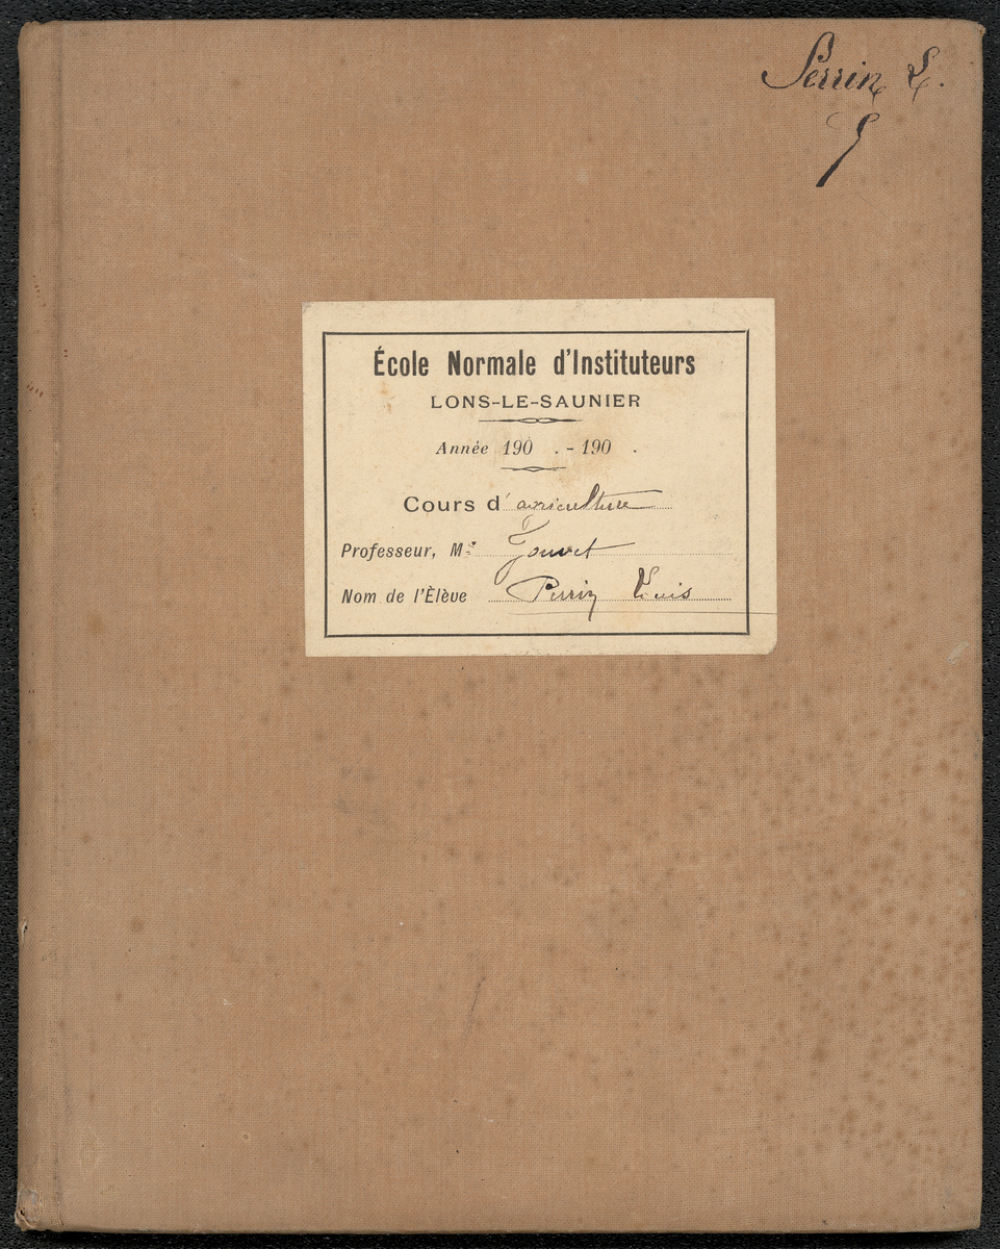 Perrin L.
École Normale d'Instituteurs
LONS-LE-SAUNIER
Année 190 . - 190 .
Cours d'agriculture
Professeur, M. Jouvet
Nom de l'Élève Perrin Louis